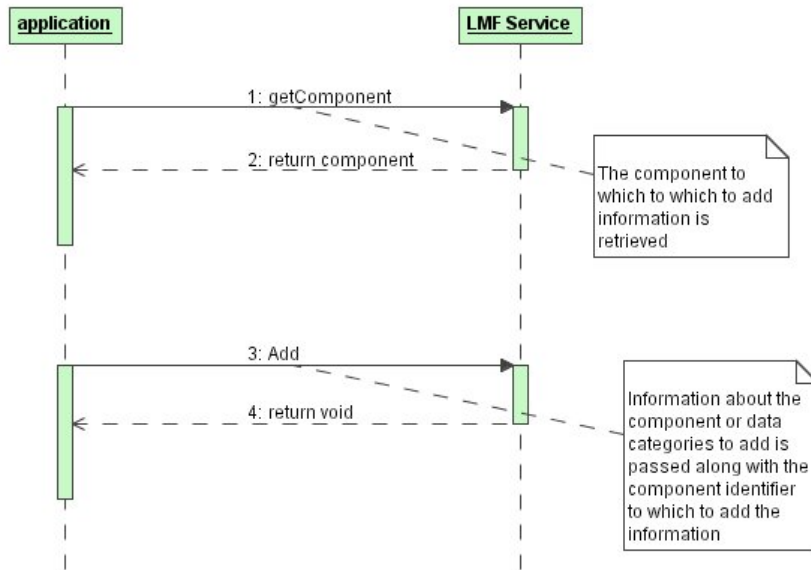 application
LMF Service
1: getComponent
2: return component
The component to
which to which to add
information is
retrieved
3: Add
4: return void
Information about the
component or data
categories to add is
passed along with the
component identifier
to which to add the
information